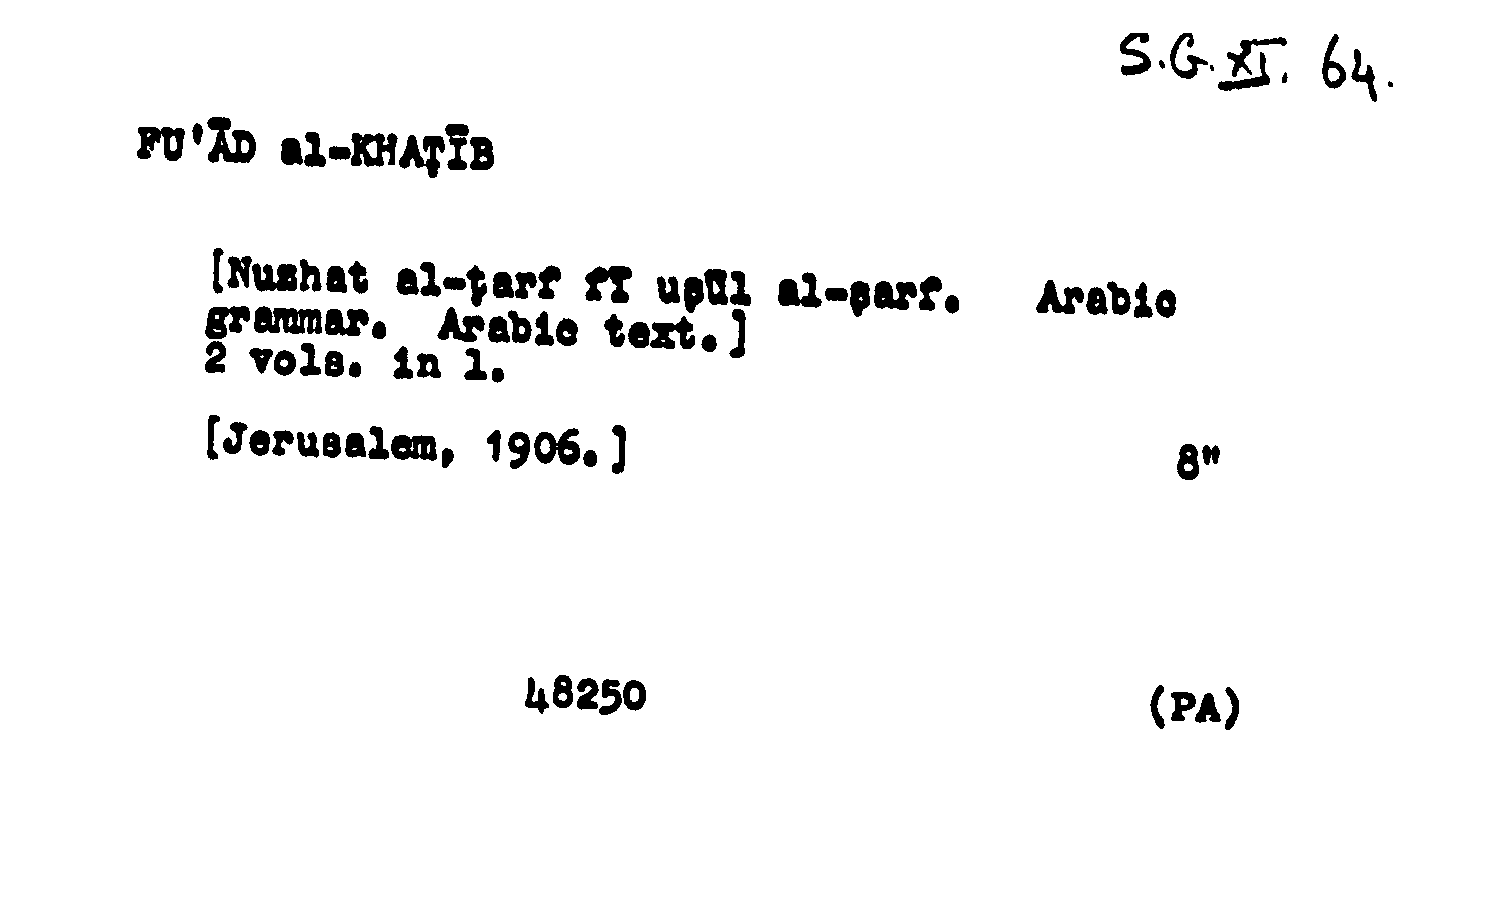 S.G. XI. 64.
FU'ĀD al-KHAṬĪB
[Nuzhat al-ṭarf fī uṣūl al-ṣarf. Arabic
grammar. Arabic text.]
2 vols. in 1.
[Jerusalem, 1906.] 8"
48250 (PA)